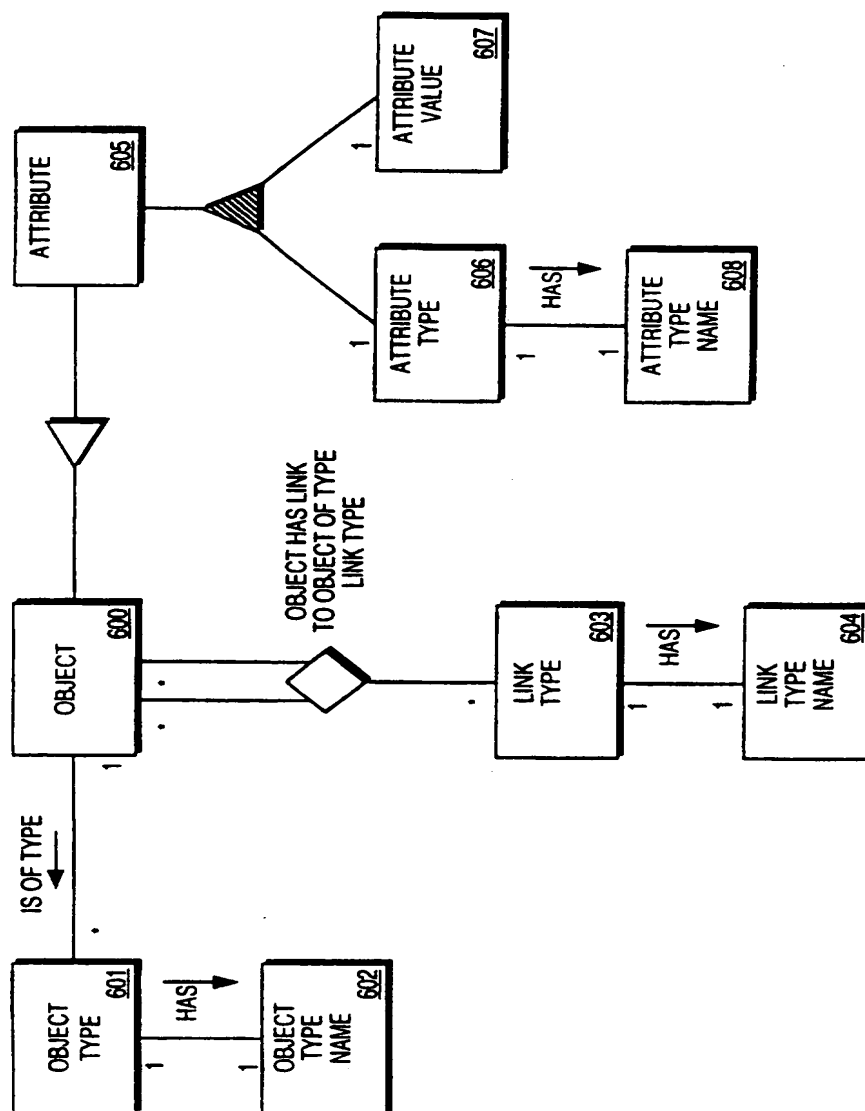 OBJECT
TYPE
601
1
HAS
1
OBJECT
TYPE
NAME
602
IS OF TYPE
*
1
OBJECT
600
*
*
OBJECT HAS LINK
TO OBJECT OF TYPE
LINK TYPE
*
LINK
TYPE
603
1
HAS
1
LINK
TYPE
NAME
604
ATTRIBUTE
605
1
1
ATTRIBUTE
TYPE
606
ATTRIBUTE
VALUE
607
1
HAS
1
ATTRIBUTE
TYPE
NAME
608